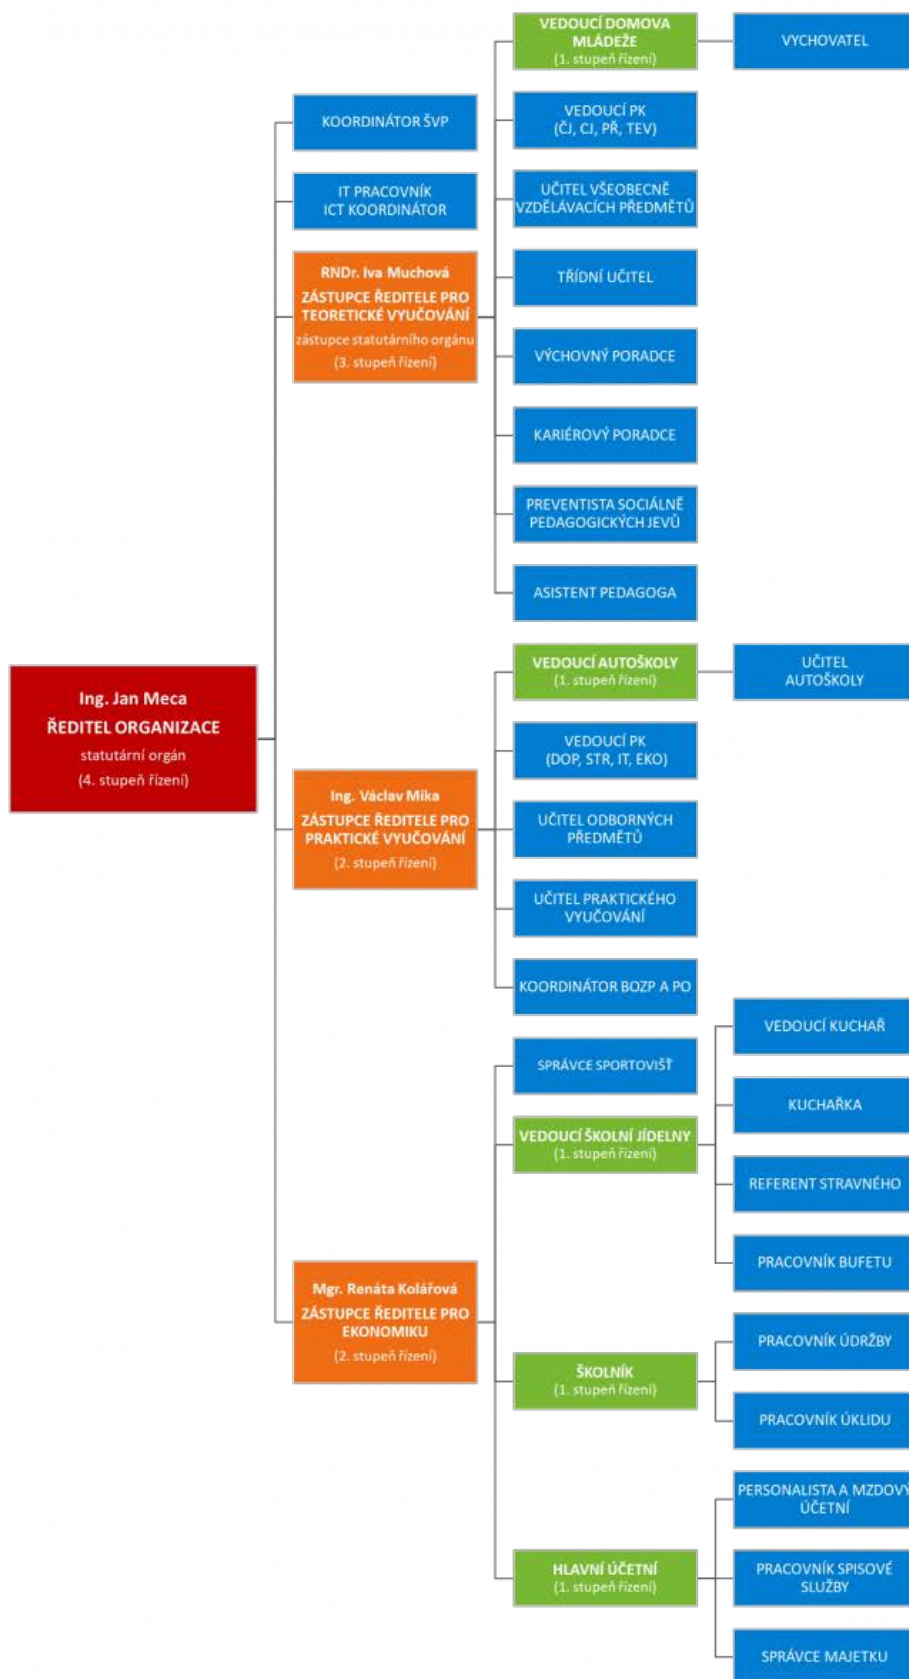 VEDOUCÍ DOMOVA
MLÁDEŽE
(1. stupeň řízení)
VYCHOVATEL
KOORDINÁTOR ŠVP
VEDOUCÍ PK
(ČJ, CJ, PŘ, TEV)
IT PRACOVNÍK
ICT KOORDINÁTOR
UČITEL VŠEOBECNĚ
VZDĚLÁVACÍCH PŘEDMĚTŮ
RNDr. Iva Muchová
ZÁSTUPCE ŘEDITELE PRO
TEORETICKÉ VYUČOVÁNÍ
zástupce statutárního orgánu
(3. stupeň řízení)
TŘÍDNÍ UČITEL
VÝCHOVNÝ PORADCE
KARIÉROVÝ PORADCE
PREVENTISTA SOCIÁLNĚ
PEDAGOGICKÝCH JEVŮ
ASISTENT PEDAGOGA
Ing. Jan Meca
ŘEDITEL ORGANIZACE
statutární orgán
(4. stupeň řízení)
VEDOUCÍ AUTOŠKOLY
(1. stupeň řízení)
UČITEL
AUTOŠKOLY
VEDOUCÍ PK
(DOP, STR, IT, EKO)
Ing. Václav Mika
ZÁSTUPCE ŘEDITELE PRO
PRAKTICKÉ VYUČOVÁNÍ
(2. stupeň řízení)
UČITEL ODBORNÝCH
PŘEDMĚTŮ
UČITEL PRAKTICKÉHO
VYUČOVÁNÍ
KOORDINÁTOR BOZP A PO
VEDOUCÍ KUCHAŘ
SPRÁVCE SPORTOVIŠŤ
KUCHAŘKA
VEDOUCÍ ŠKOLNÍ JÍDELNY
(1. stupeň řízení)
REFERENT STRAVNÉHO
PRACOVNÍK BUFETU
Mgr. Renáta Kolářová
ZÁSTUPCE ŘEDITELE PRO
EKONOMIKU
(2. stupeň řízení)
PRACOVNÍK ÚDRŽBY
ŠKOLNÍK
(1. stupeň řízení)
PRACOVNÍK ÚKLIDU
PERSONALISTA A MZDOVÝ
ÚČETNÍ
HLAVNÍ ÚČETNÍ
(1. stupeň řízení)
PRACOVNÍK SPISOVÉ
SLUŽBY
SPRÁVCE MAJETKU